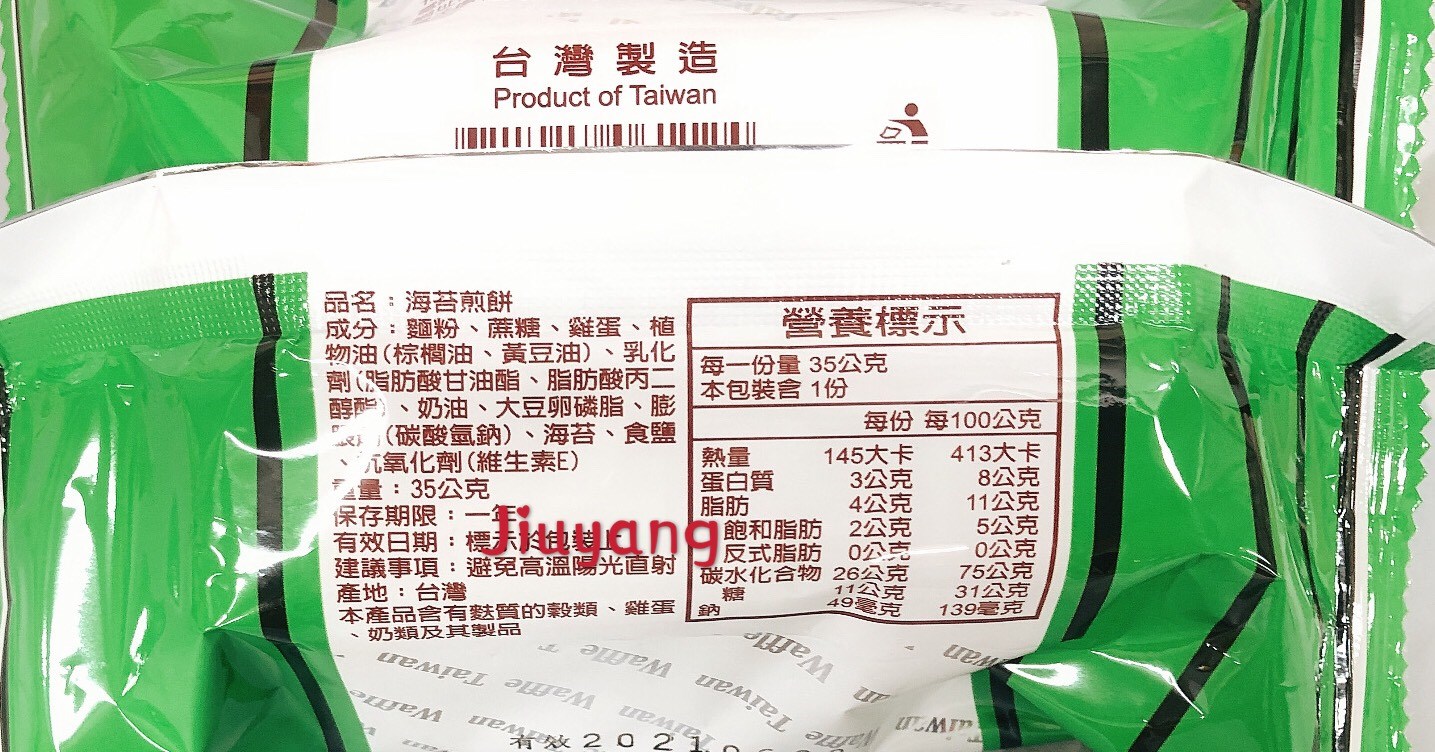 台灣製造
Product of Taiwan
品名：海苔煎餅
成分：麵粉、蔗糖、雞蛋、植
物油(棕櫚油、黃豆油)、乳化
劑(脂肪酸甘油酯、脂肪酸丙二
醇酯)、奶油、大豆卵磷脂、膨
(碳酸氫鈉)、海苔、食鹽
、抗氧化劑(維生素E)
重量：35公克
保存期限：一年
有效日期：標示於包裝上
建議事項：避免高溫陽光直射
產地：台灣
本產品含有麩質的穀類、雞蛋
、奶類及其製品
Jiuyang
營養標示
每一份量 35公克
本包裝含 1份
每份 每100公克
熱量 145大卡 413大卡
蛋白質 3公克 8公克
脂肪 4公克 11公克
飽和脂肪 2公克 5公克
反式脂肪 0公克 0公克
碳水化合物 26公克 75公克
糖 11公克 31公克
鈉 49毫克 139毫克
Waffle Taiwan Waffle
Taiwan Waffle Taiwan
有效 2021